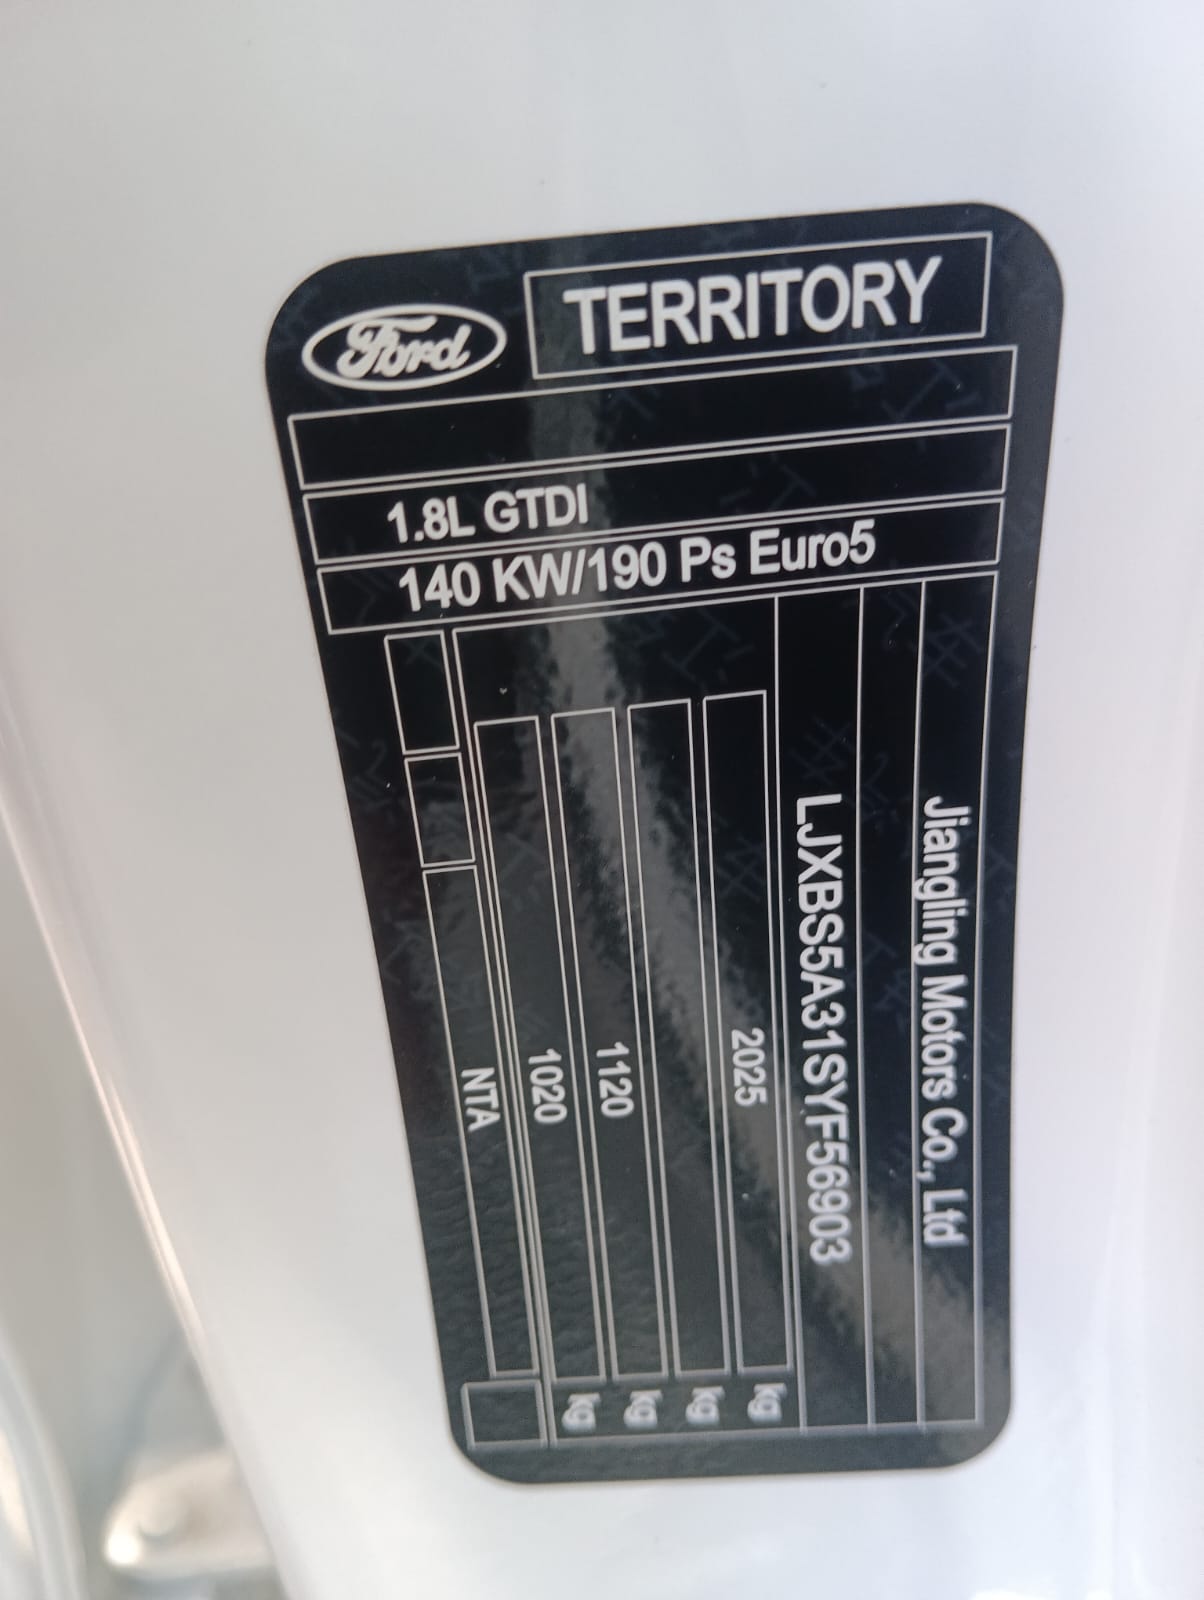 Ford
TERRITORY
1.8L GTDI
140 KW/190 Ps Euro5
Jiangling Motors Co., Ltd
LJXBS5A31SYF56903
2025 kg
kg
1120 kg
1020 kg
NTA